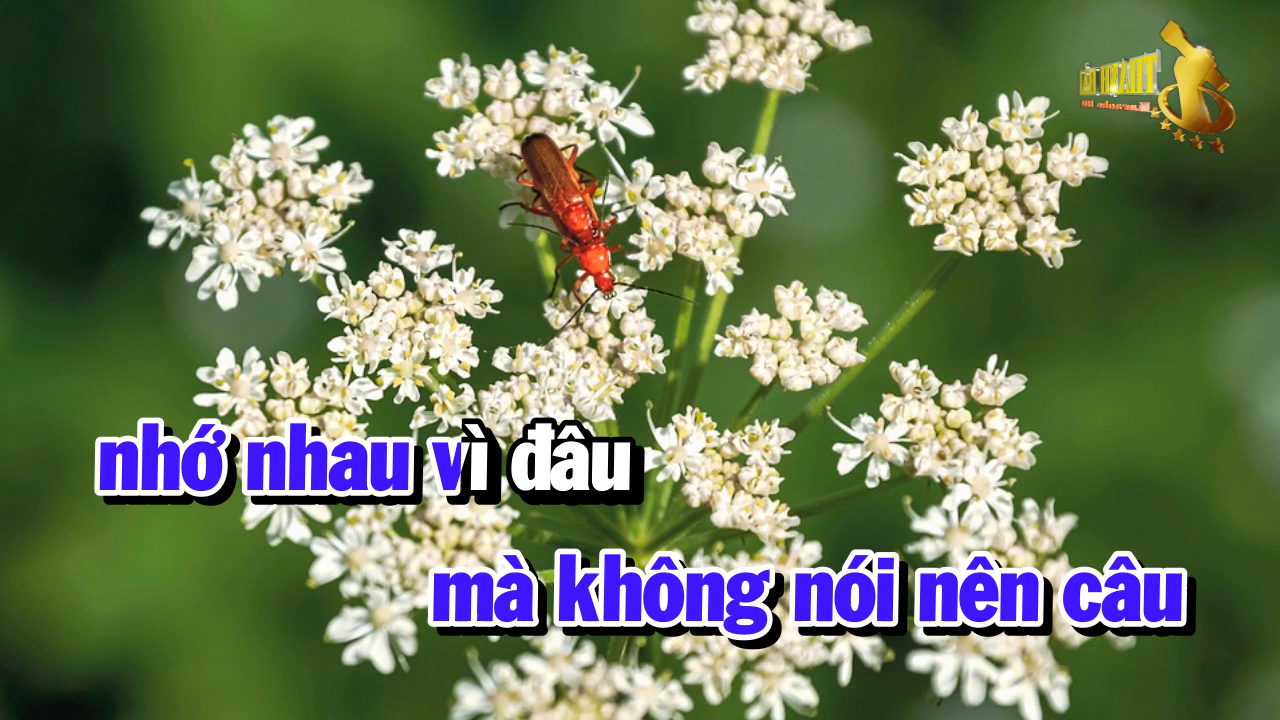 nhớ nhau vì đâu
mà không nói nên câu